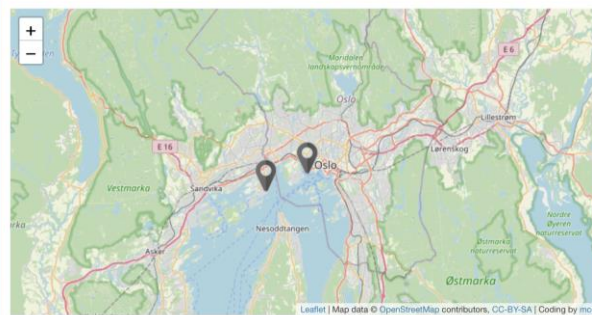 +
−
E 6
Maridalen
landskapsvernområde
Oslo
Lillestrøm
E 16
Lørenskog
Oslo
Vestmarka
Sandvika
Nesoddtangen
Nordre
Øyeren
naturreservat
Asker
Østmarka
naturreservat
Østmarka
Leaflet | Map data © OpenStreetMap contributors, CC-BY-SA | Coding by